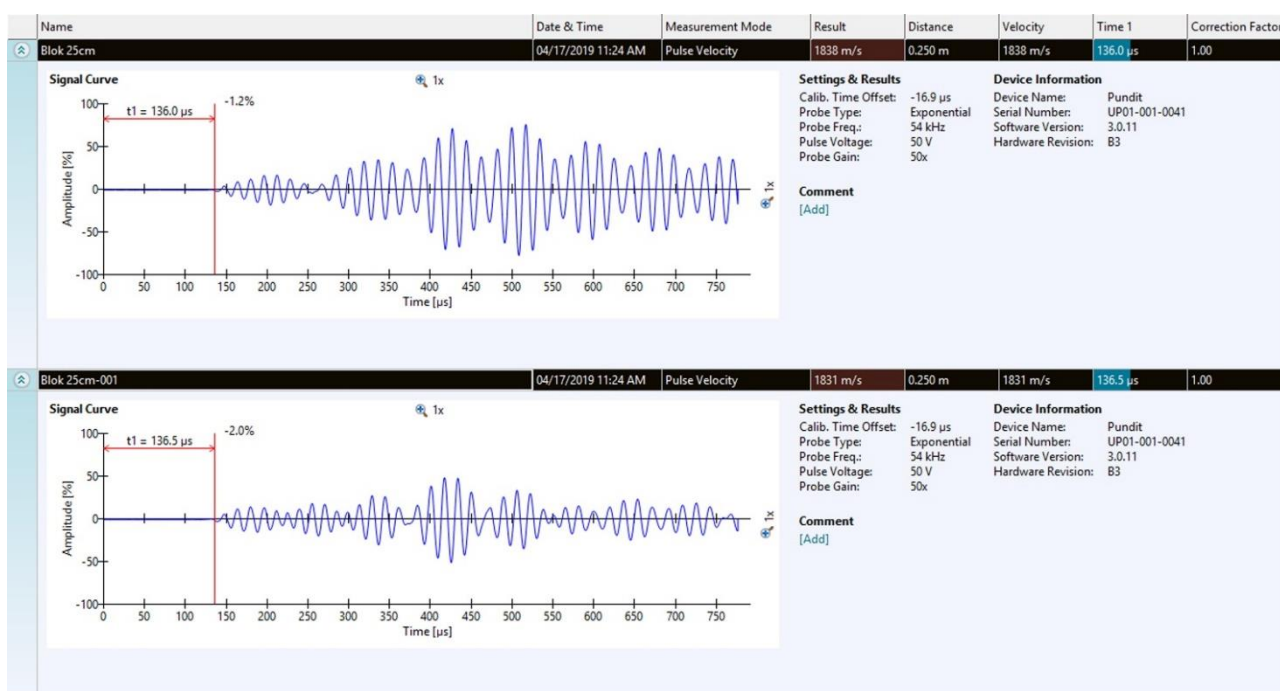 Name Date & Time Measurement Mode Result Distance Velocity Time 1 Correction Factor
Blok 25cm 04/17/2019 11:24 AM Pulse Velocity 1838 m/s 0.250 m 1838 m/s 136.0 µs 1.00
Signal Curve 1x Settings & Results Device Information
Calib. Time Offset: -16.9 µs Device Name: Pundit
Probe Type: Exponential Serial Number: UP01-001-0041
Probe Freq.: 54 kHz Software Version: 3.0.11
Pulse Voltage: 50 V Hardware Revision: B3
Probe Gain: 50x
Comment
[Add]
100
t1 = 136.0 µs
-1.2%
50
0
-50
-100
Amplitude [%]
1x
0 50 100 150 200 250 300 350 400 450 500 550 600 650 700 750
Time [µs]
Blok 25cm-001 04/17/2019 11:24 AM Pulse Velocity 1831 m/s 0.250 m 1831 m/s 136.5 µs 1.00
Signal Curve 1x Settings & Results Device Information
Calib. Time Offset: -16.9 µs Device Name: Pundit
Probe Type: Exponential Serial Number: UP01-001-0041
Probe Freq.: 54 kHz Software Version: 3.0.11
Pulse Voltage: 50 V Hardware Revision: B3
Probe Gain: 50x
Comment
[Add]
100
t1 = 136.5 µs
-2.0%
50
0
-50
-100
Amplitude [%]
1x
0 50 100 150 200 250 300 350 400 450 500 550 600 650 700 750
Time [µs]